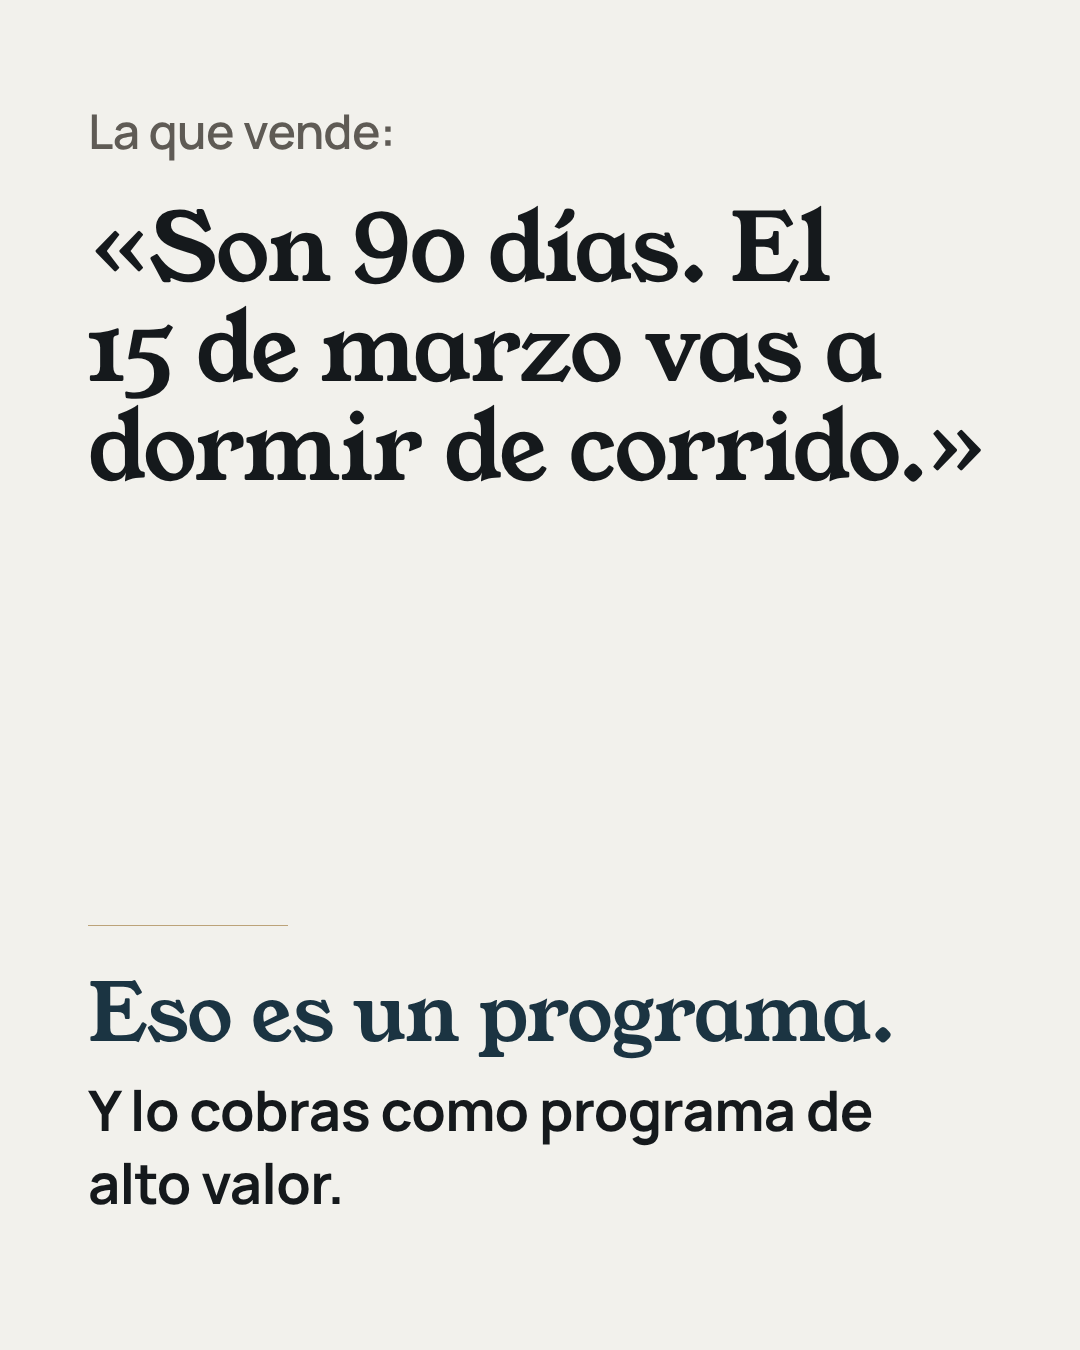 La que vende:
«Son 90 días. El
15 de marzo vas a
dormir de corrido.»
Eso es un programa.
Y lo cobras como programa de
alto valor.